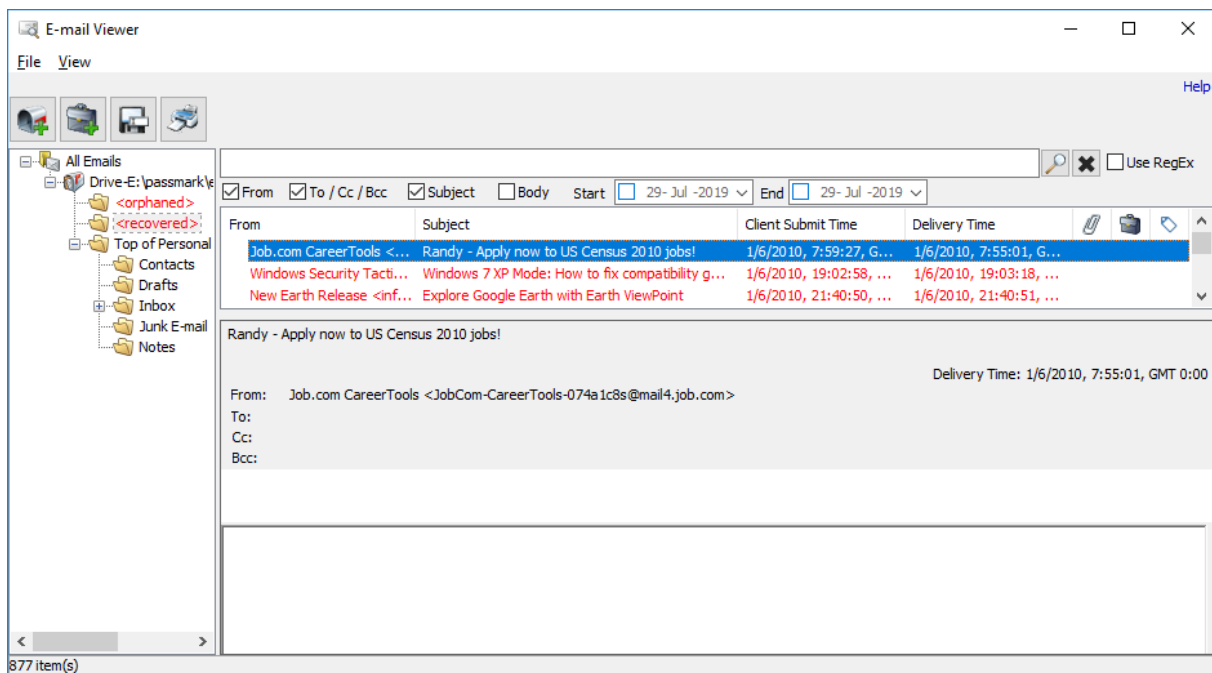 E-mail Viewer
File View
Help
All Emails
Drive-E:\passmark\e
<orphaned>
<recovered>
Top of Personal
Contacts
Drafts
Inbox
Junk E-mail
Notes
Use RegEx
From To / Cc / Bcc Subject Body Start 29- Jul -2019 End 29- Jul -2019
From Subject Client Submit Time Delivery Time
Job.com CareerTools <... Randy - Apply now to US Census 2010 jobs! 1/6/2010, 7:59:27, G... 1/6/2010, 7:55:01, G...
Windows Security Tacti... Windows 7 XP Mode: How to fix compatibility g... 1/6/2010, 19:02:58, ... 1/6/2010, 19:03:18, ...
New Earth Release <inf... Explore Google Earth with Earth ViewPoint 1/6/2010, 21:40:50, ... 1/6/2010, 21:40:51, ...
Randy - Apply now to US Census 2010 jobs!
Delivery Time: 1/6/2010, 7:55:01, GMT 0:00
From: Job.com CareerTools <JobCom-CareerTools-074a1c8s@mail4.job.com>
To:
Cc:
Bcc:
877 item(s)